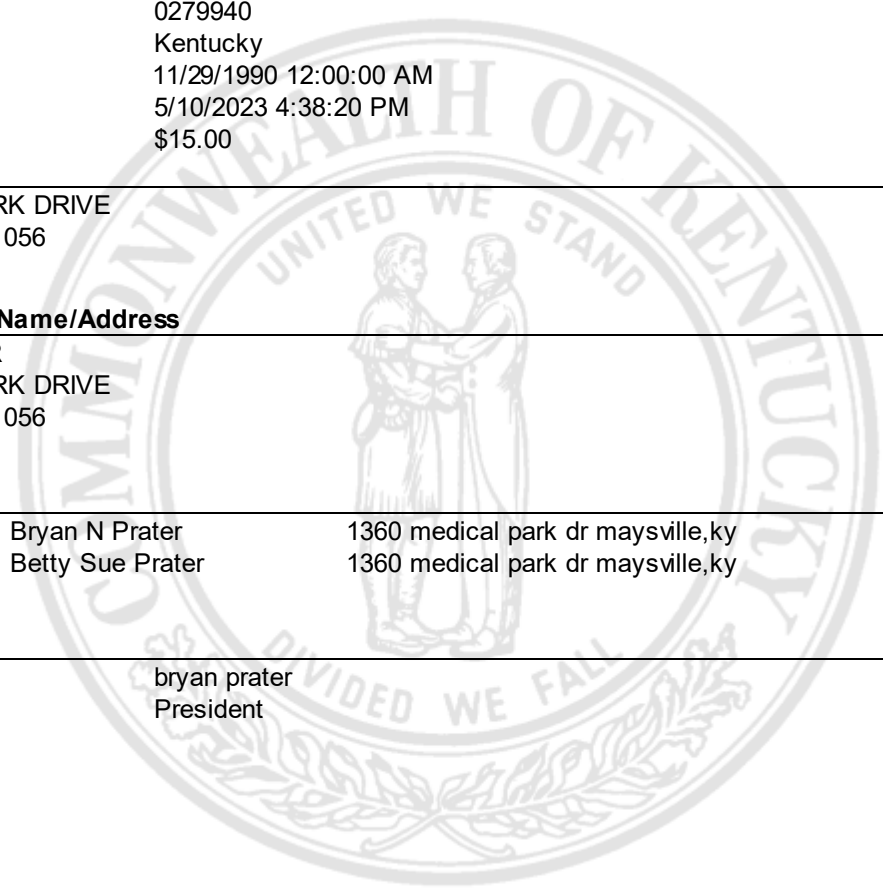 0279940
Kentucky
11/29/1990 12:00:00 AM
5/10/2023 4:38:20 PM
$15.00
RK DRIVE
056
Name/Address
RK DRIVE
056
Bryan N Prater 1360 medical park dr maysville,ky
Betty Sue Prater 1360 medical park dr maysville,ky
bryan prater
President
COMMONWEALTH OF KENTUCKY
UNITED WE STAND
DIVIDED WE FALL